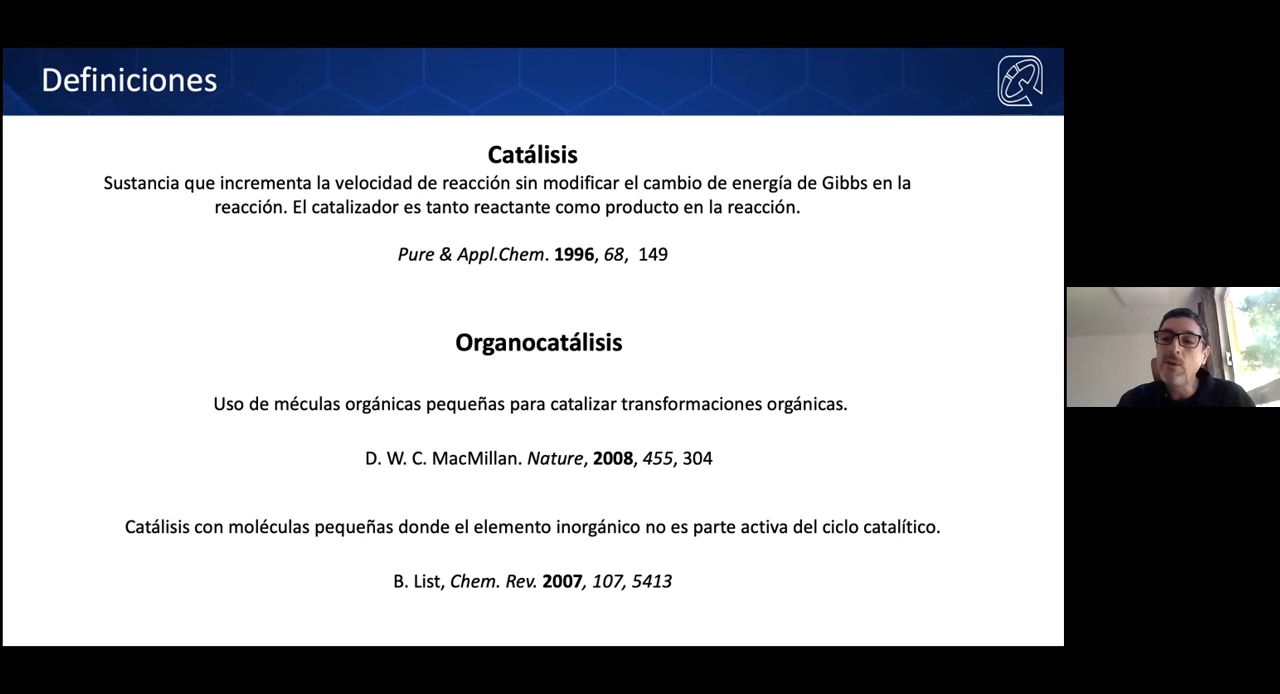 Definiciones
Catálisis
Sustancia que incrementa la velocidad de reacción sin modificar el cambio de energía de Gibbs en la
reacción. El catalizador es tanto reactante como producto en la reacción.
Pure & Appl.Chem. 1996, 68, 149
Organocatálisis
Uso de méculas orgánicas pequeñas para catalizar transformaciones orgánicas.
D. W. C. MacMillan. Nature, 2008, 455, 304
Catálisis con moléculas pequeñas donde el elemento inorgánico no es parte activa del ciclo catalítico.
B. List, Chem. Rev. 2007, 107, 5413